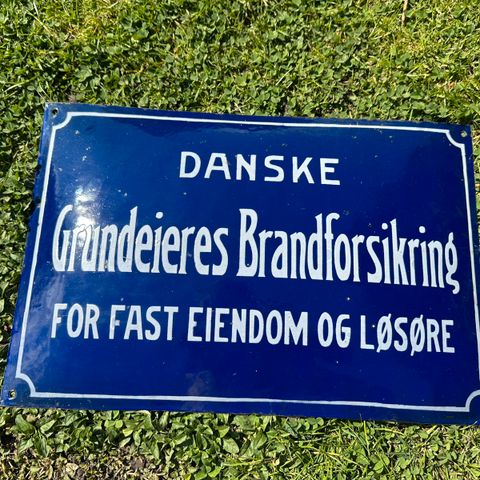 DANSKE
Grundeieres Brandforsikring
FOR FAST EIENDOM OG LØSØRE